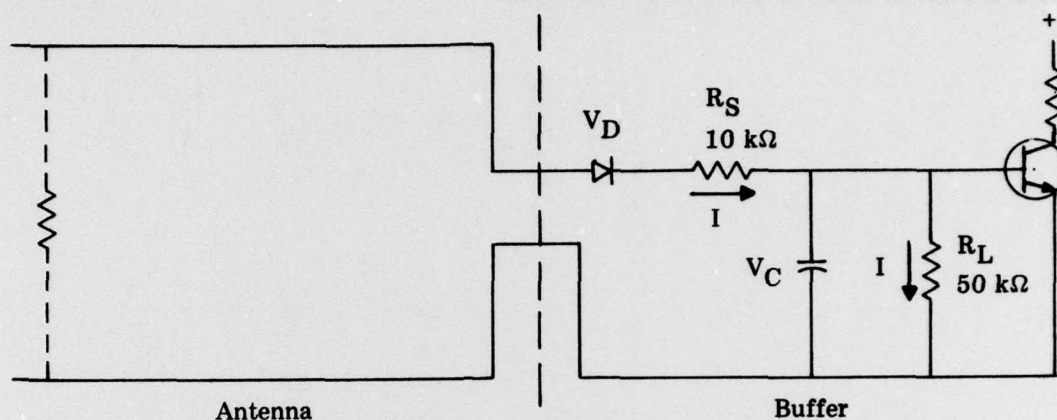 +
V_D
R_S
10 kΩ
I
V_C
I
R_L
50 kΩ
Antenna
Buffer